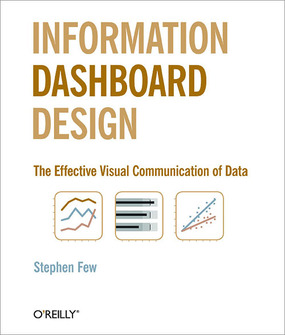 INFORMATION
DASHBOARD
DESIGN
The Effective Visual Communication of Data
Stephen Few
O'REILLY®